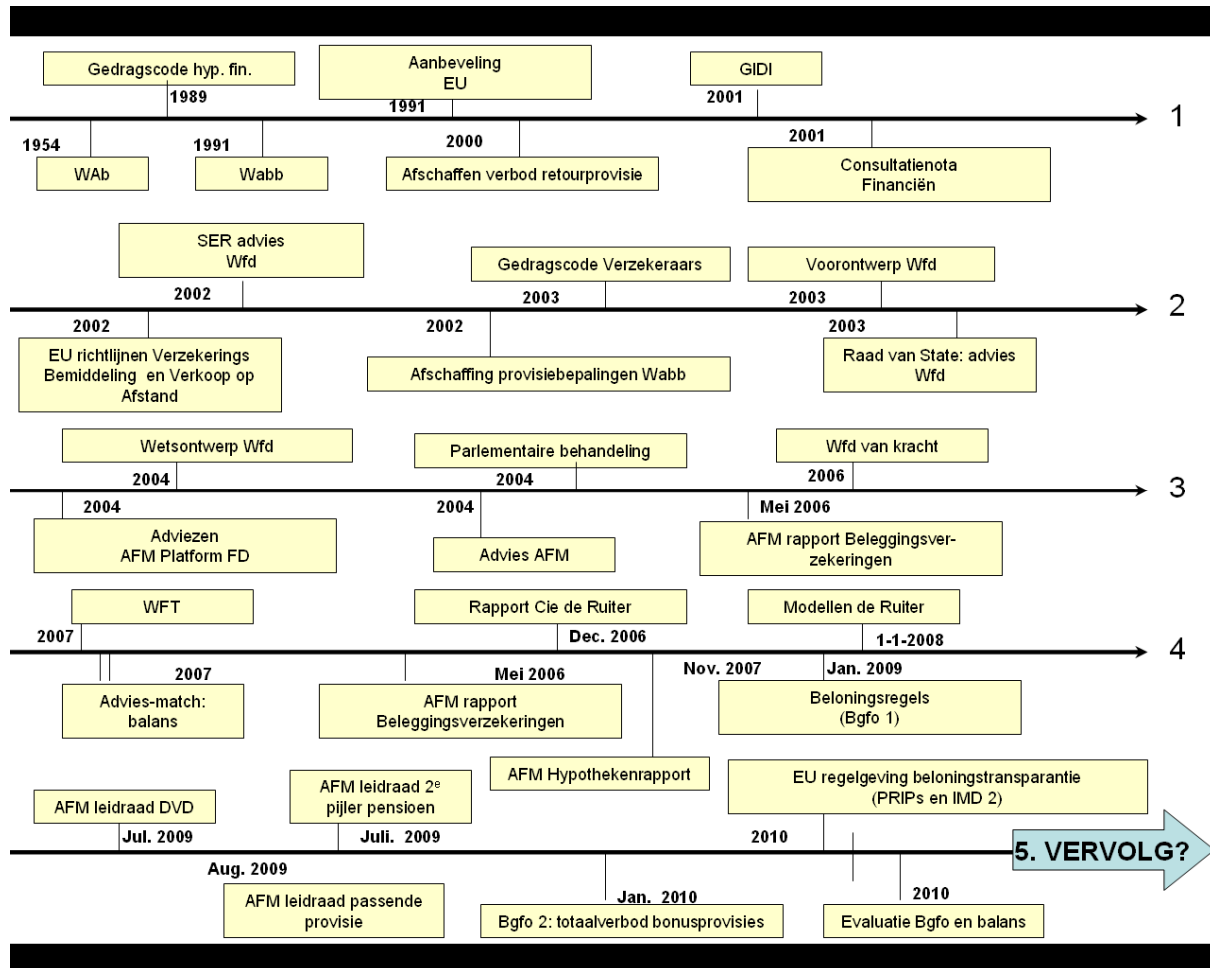 Gedragscode hyp. fin.
Aanbeveling
EU
GIDI
1989
1991
2001
1
1954
1991
2000
2001
WAb
Wabb
Afschaffen verbod retourprovisie
Consultatienota
Financiën
SER advies
Wfd
Gedragscode Verzekeraars
Voorontwerp Wfd
2002
2003
2003
2
2002
2002
2003
EU richtlijnen Verzekerings
Bemiddeling en Verkoop op
Afstand
Afschaffing provisiebepalingen Wabb
Raad van State: advies
Wfd
Wetsontwerp Wfd
Parlementaire behandeling
Wfd van kracht
2004
2004
2006
3
2004
2004
Mei 2006
Adviezen
AFM Platform FD
Advies AFM
AFM rapport Beleggingsver-
zekeringen
WFT
Rapport Cie de Ruiter
Modellen de Ruiter
2007
Dec. 2006
1-1-2008
4
2007
Mei 2006
Nov. 2007
Jan. 2009
Advies-match:
balans
AFM rapport
Beleggingsverzekeringen
Beloningsregels
(Bgfo 1)
AFM Hypothekenrapport
AFM leidraad DVD
AFM leidraad 2e
pijler pensioen
EU regelgeving beloningstransparantie
(PRIPs en IMD 2)
Jul. 2009
Juli. 2009
2010
5. VERVOLG?
Aug. 2009
Jan. 2010
2010
AFM leidraad passende
provisie
Bgfo 2: totaalverbod bonusprovisies
Evaluatie Bgfo en balans